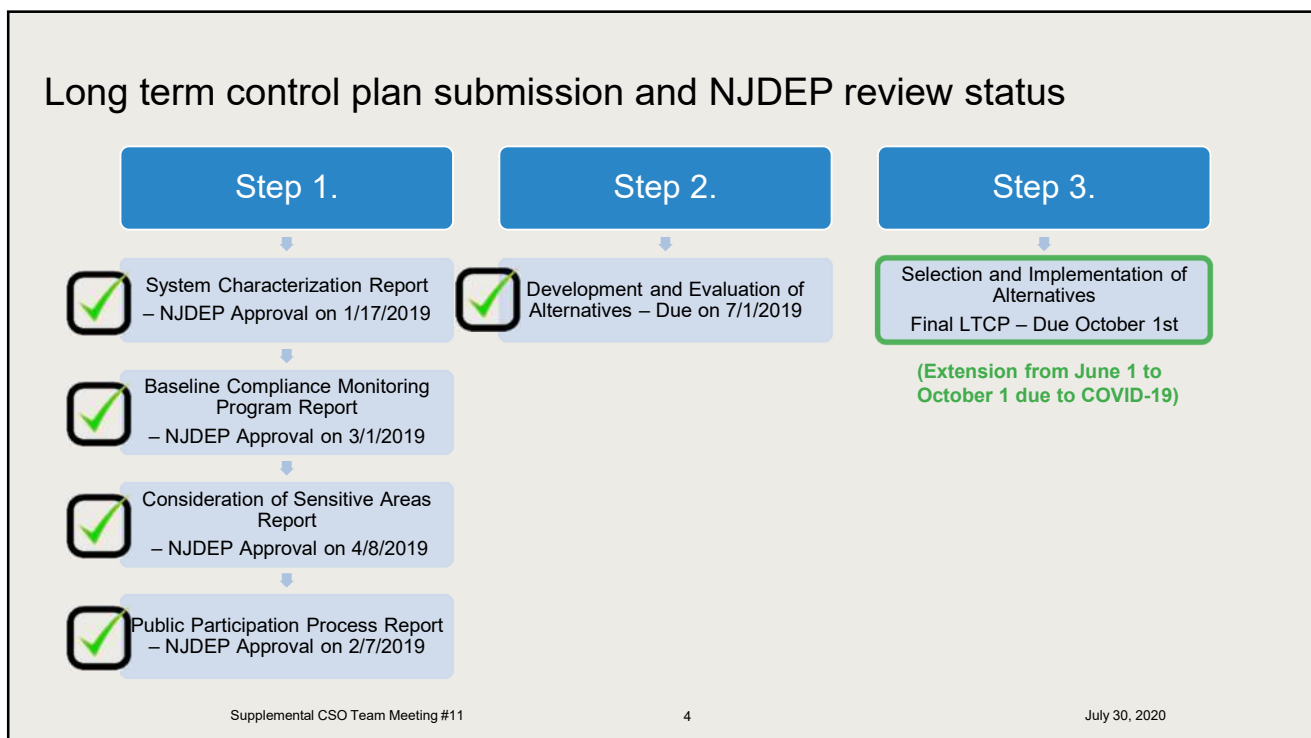 Long term control plan submission and NJDEP review status
Step 1.
System Characterization Report
– NJDEP Approval on 1/17/2019
Baseline Compliance Monitoring
Program Report
– NJDEP Approval on 3/1/2019
Consideration of Sensitive Areas
Report
– NJDEP Approval on 4/8/2019
Public Participation Process Report
– NJDEP Approval on 2/7/2019
Step 2.
Development and Evaluation of
Alternatives – Due on 7/1/2019
Step 3.
Selection and Implementation of
Alternatives
Final LTCP – Due October 1st
(Extension from June 1 to
October 1 due to COVID-19)
Supplemental CSO Team Meeting #11
4
July 30, 2020